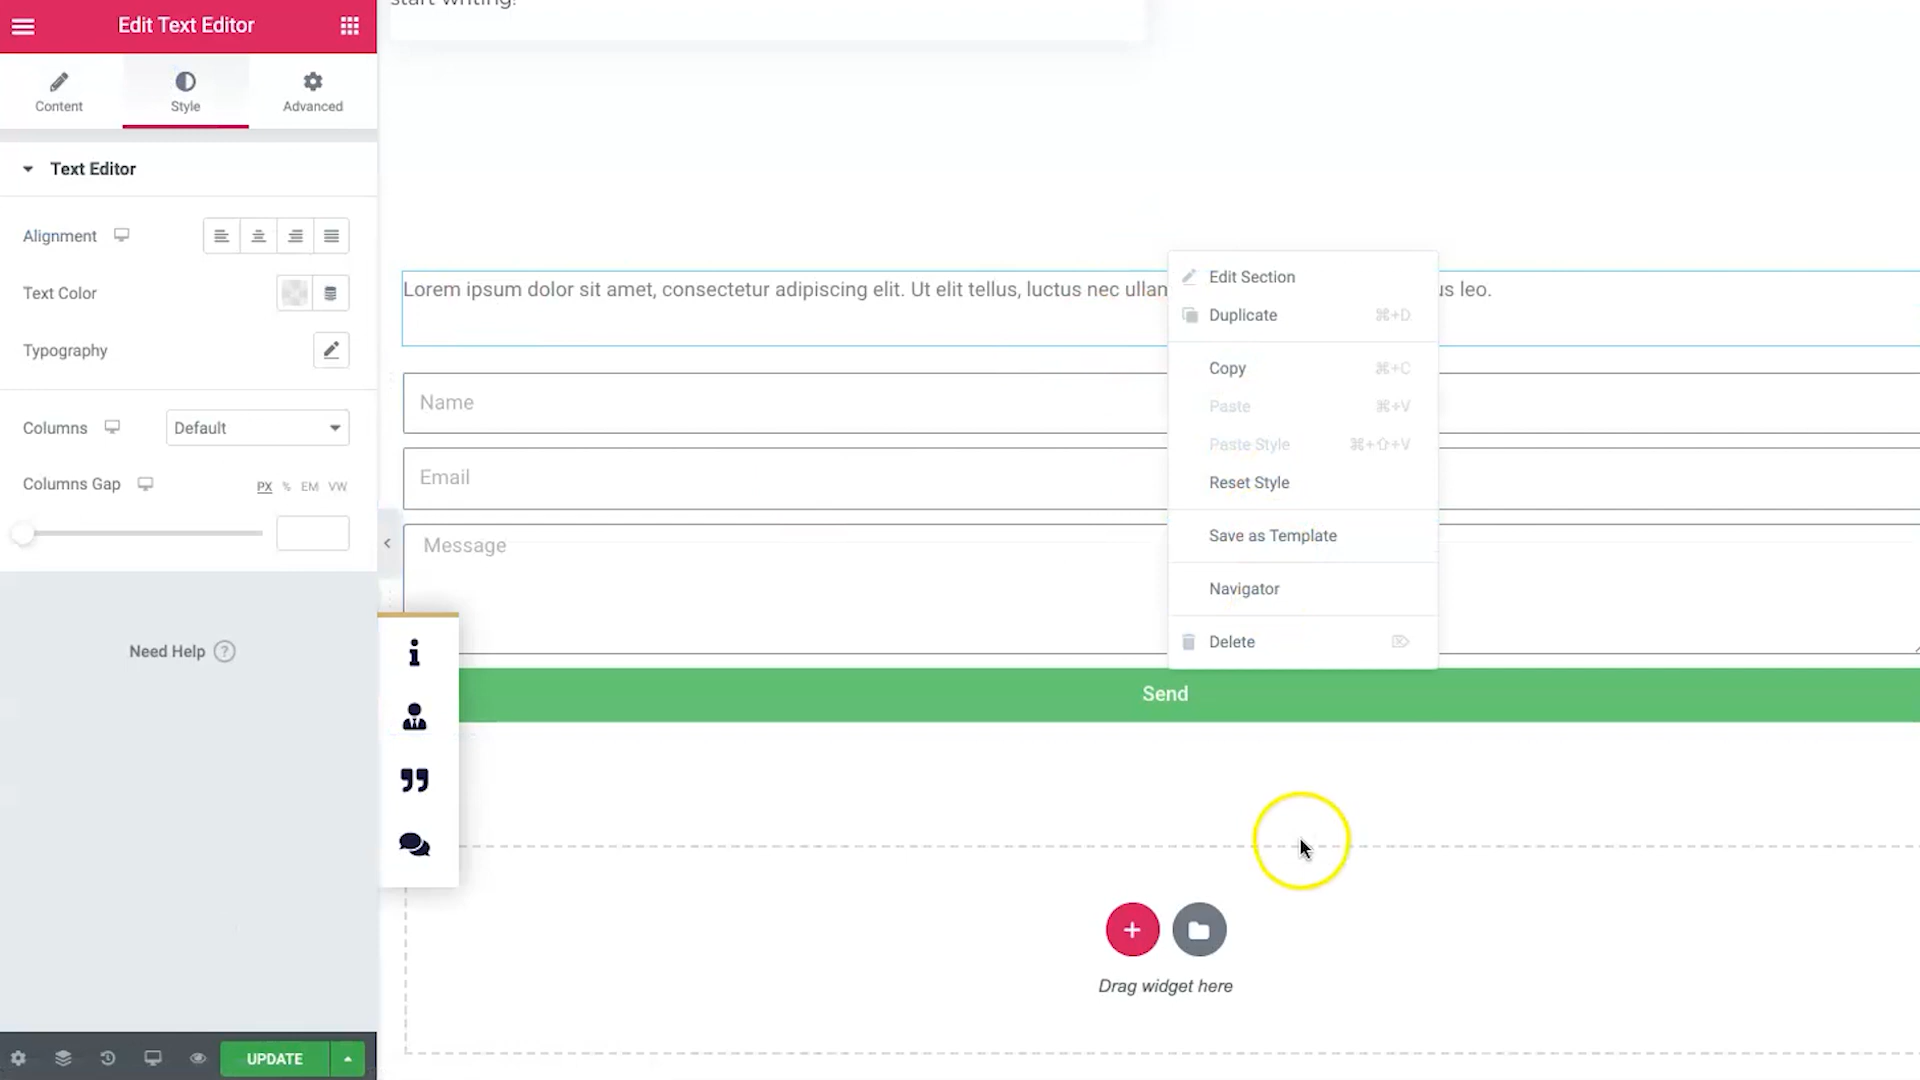 Edit Text Editor
start writing!
Content
Style
Advanced
Text Editor
Alignment
Text Color
Typography
Columns
Default
Columns Gap
PX % EM VW
Need Help ?
UPDATE
Lorem ipsum dolor sit amet, consectetur adipiscing elit. Ut elit tellus, luctus nec ullam
us leo.
Name
Email
Message
Send
Edit Section
Duplicate ⌘+D
Copy ⌘+C
Paste ⌘+V
Paste Style ⌘+⇧+V
Reset Style
Save as Template
Navigator
Delete ⌦
Drag widget here